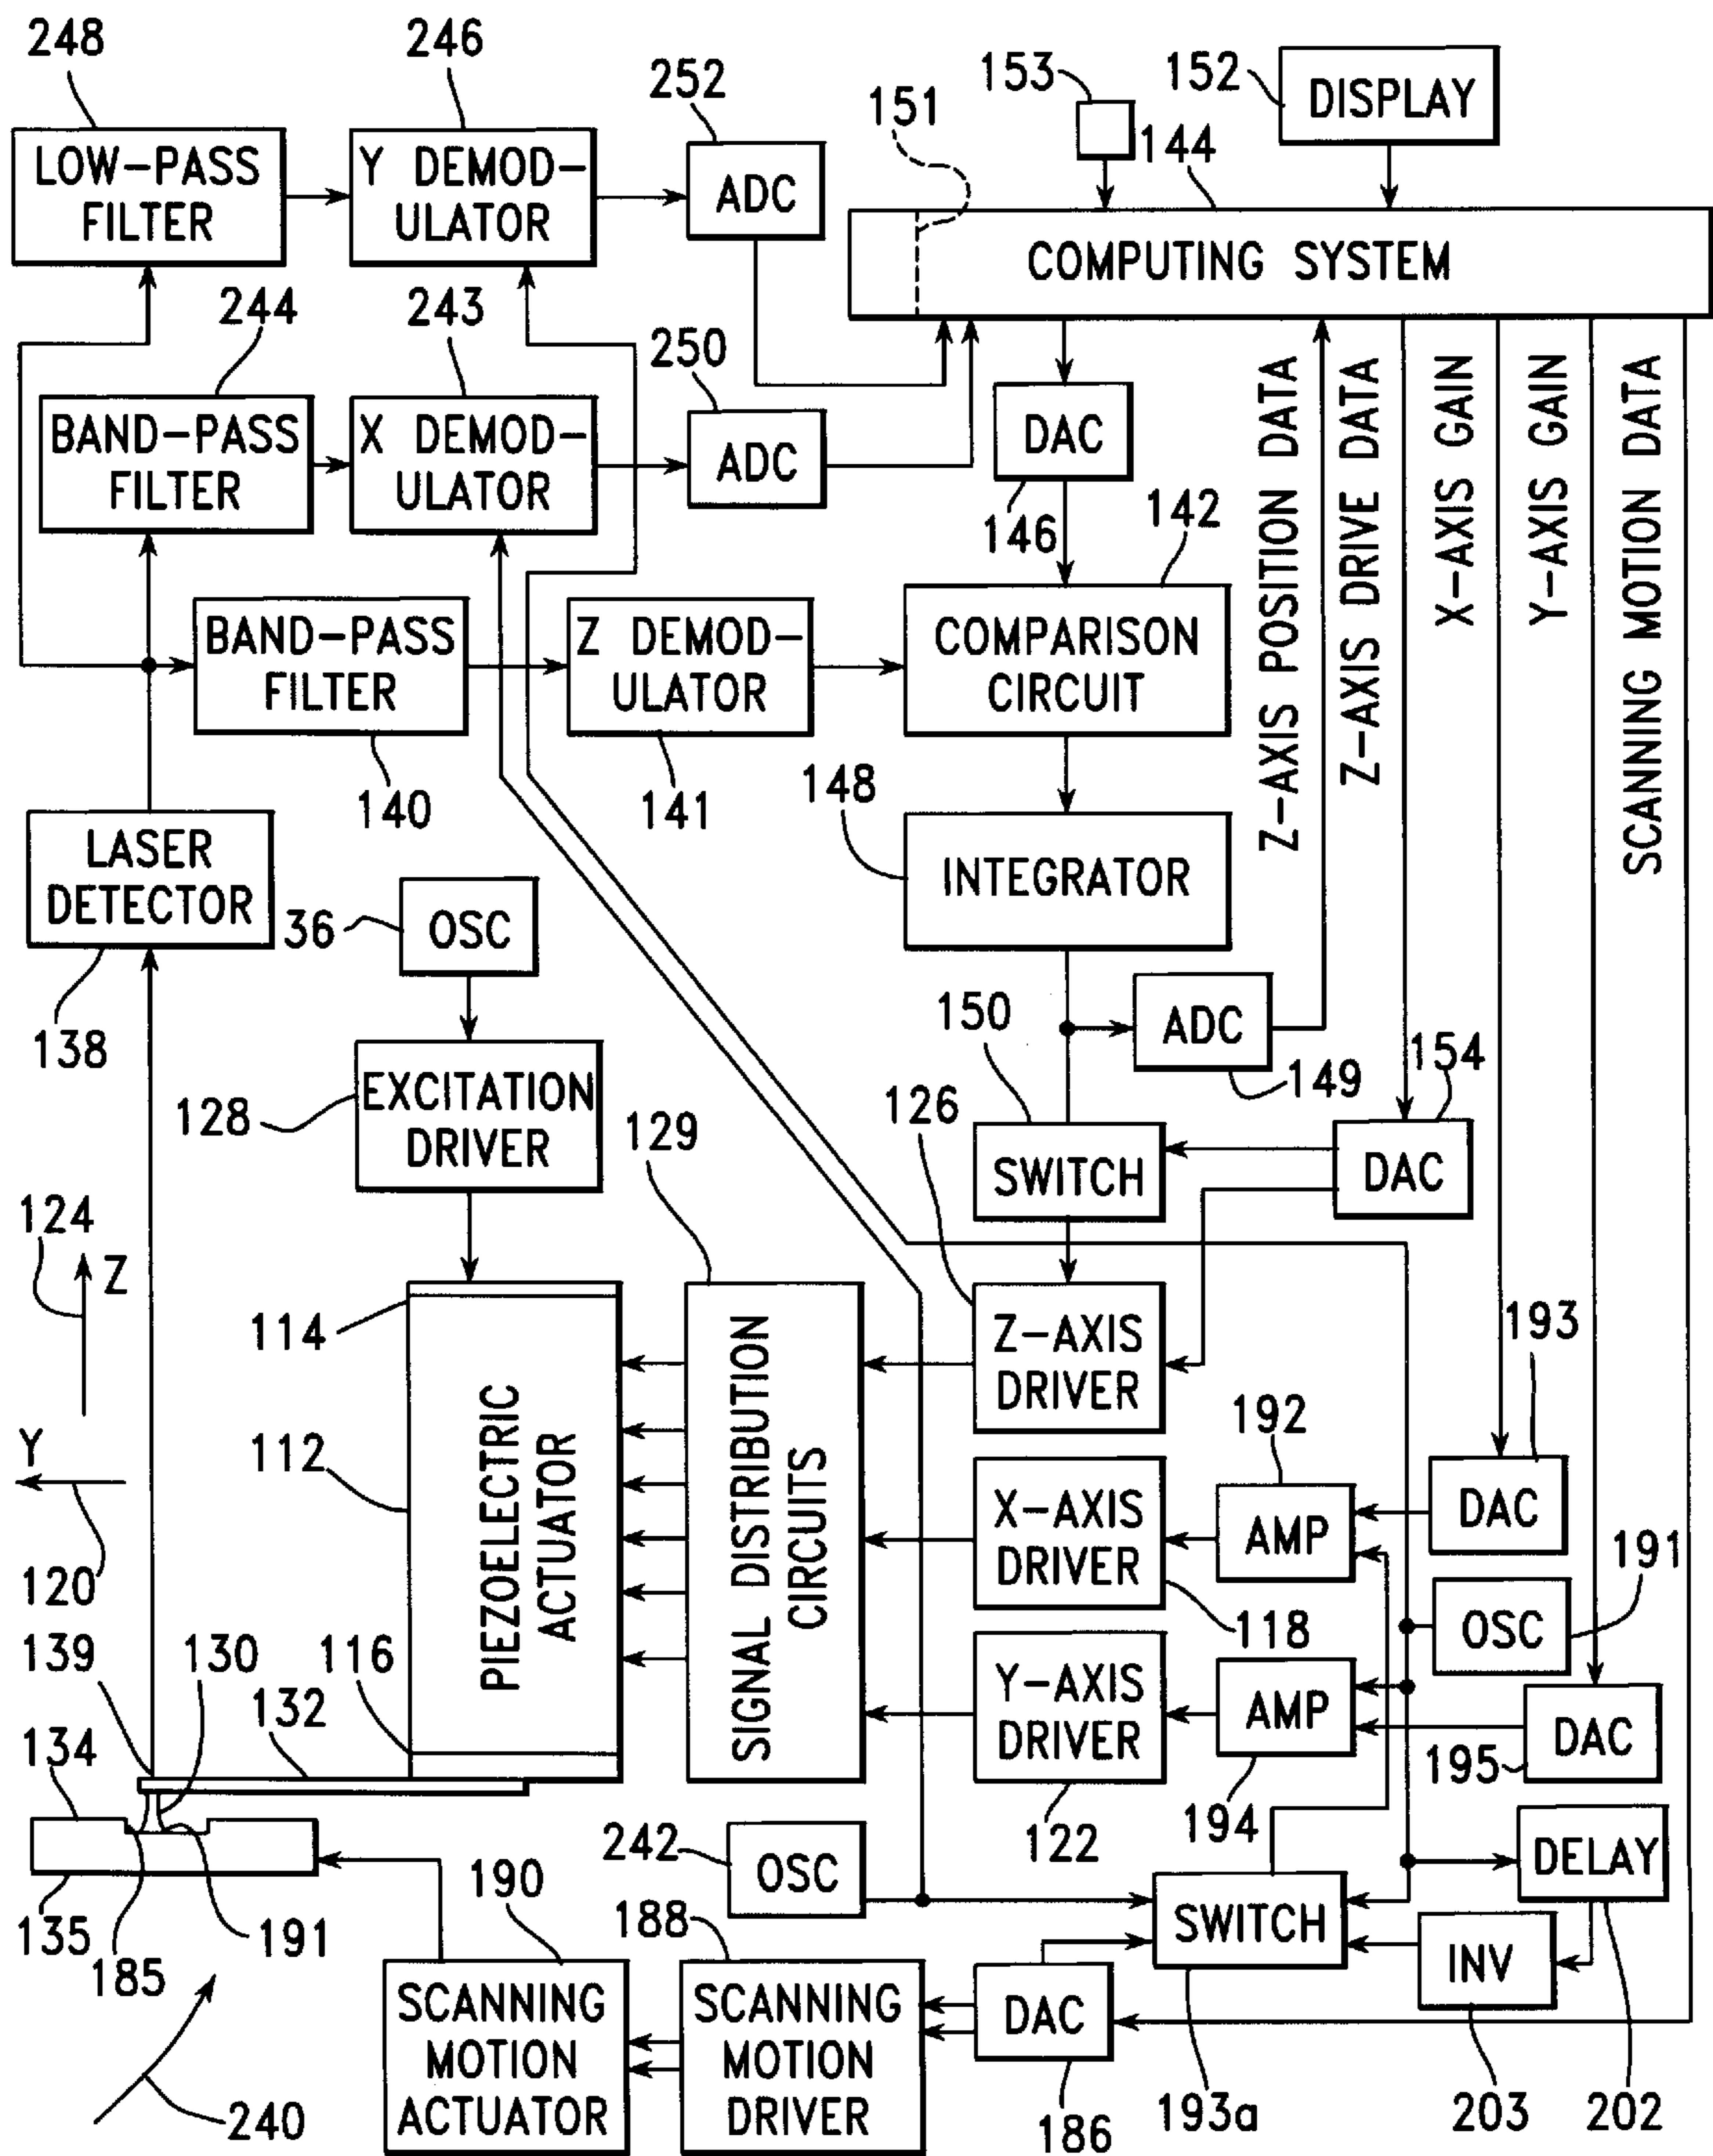 248
246
252
153
152
DISPLAY
151
144
LOW-PASS
FILTER
Y DEMOD-
ULATOR
ADC
COMPUTING SYSTEM
244
243
250
BAND-PASS
FILTER
X DEMOD-
ULATOR
ADC
DAC
146
142
Z-AXIS POSITION DATA
Z-AXIS DRIVE DATA
X-AXIS GAIN
Y-AXIS GAIN
SCANNING MOTION DATA
BAND-PASS
FILTER
Z DEMOD-
ULATOR
COMPARISON
CIRCUIT
140
141
148
LASER
DETECTOR
INTEGRATOR
36
OSC
138
150
ADC
149
154
128
EXCITATION
DRIVER
129
126
SWITCH
DAC
124
Z
114
Z-AXIS
DRIVER
193
192
Y
112
PIEZOELECTRIC
ACTUATOR
SIGNAL DISTRIBUTION
CIRCUITS
X-AXIS
DRIVER
AMP
DAC
120
118
OSC
191
139
130
132
116
Y-AXIS
DRIVER
AMP
DAC
195
134
122
194
242
OSC
DELAY
135
185
191
190
188
SWITCH
INV
SCANNING
MOTION
ACTUATOR
SCANNING
MOTION
DRIVER
DAC
240
186
193a
203
202